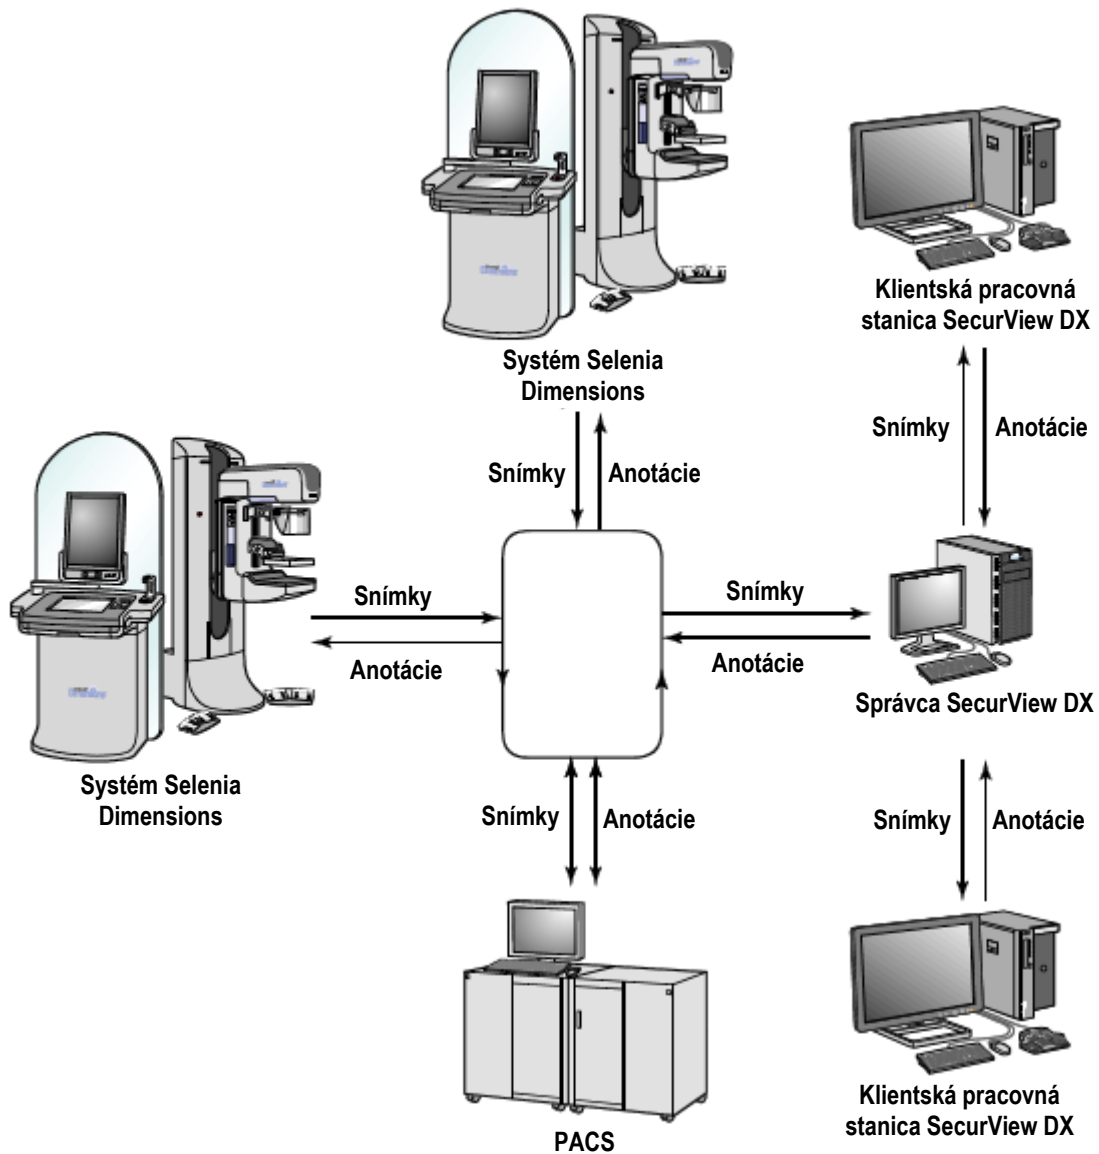 Systém Selenia
Dimensions
Klientská pracovná
stanica SecurView DX
Snímky
Anotácie
Snímky
Anotácie
Snímky
Anotácie
Snímky
Anotácie
Systém Selenia
Dimensions
Správca SecurView DX
Snímky
Anotácie
Snímky
Anotácie
PACS
Klientská pracovná
stanica SecurView DX